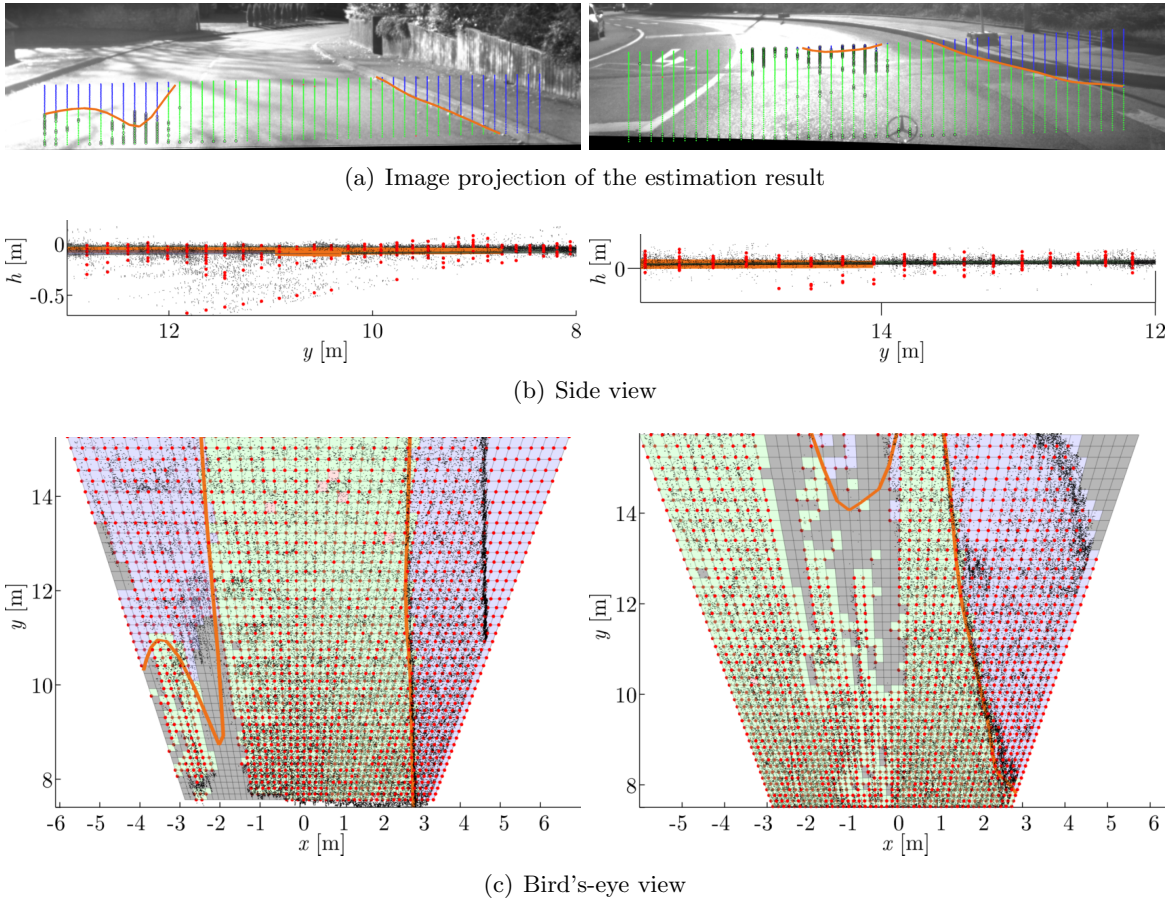 (a) Image projection of the estimation result
h [m]
0
-0.5
12
10
8
y [m]
h [m]
0
14
12
y [m]
(b) Side view
y [m]
14
12
10
8
-6 -5 -4 -3 -2 -1 0 1 2 3 4 5 6
x [m]
y [m]
14
12
10
8
-5 -4 -3 -2 -1 0 1 2 3 4 5 6
x [m]
(c) Bird's-eye view